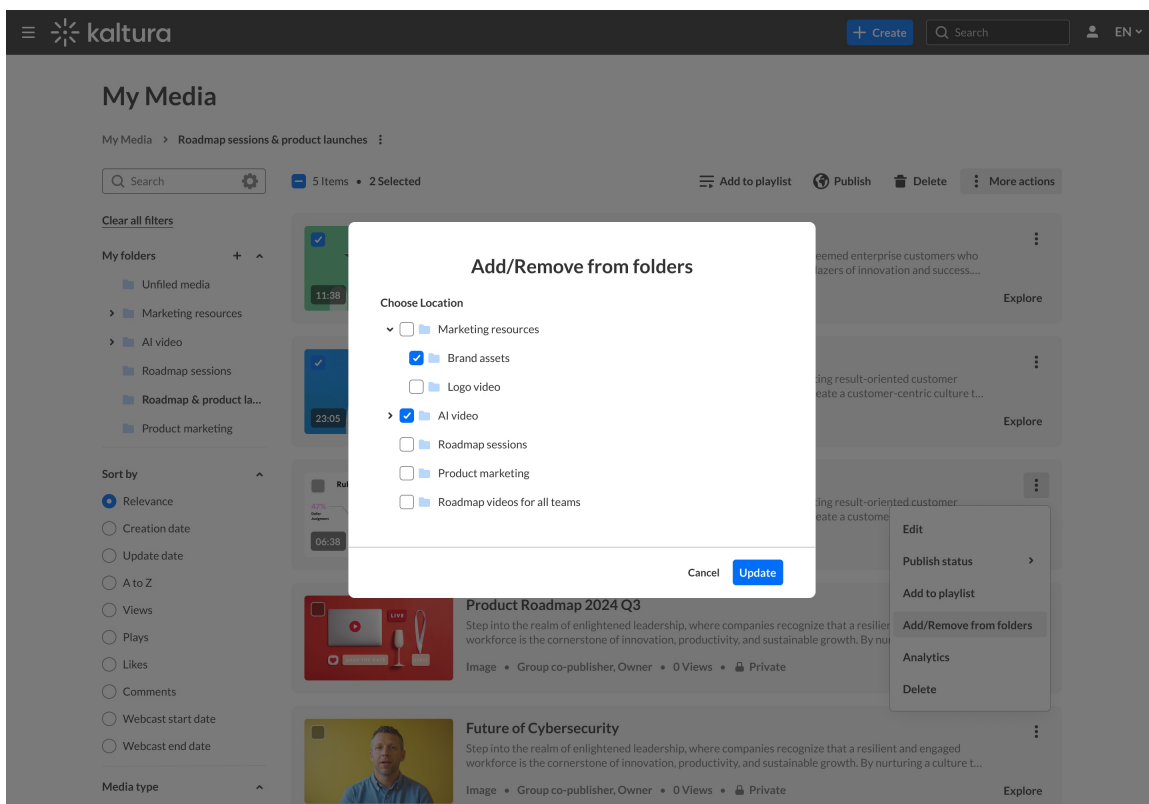 kaltura
Create
Search
EN
My Media
My Media > Roadmap sessions & product launches
Search
5 Items • 2 Selected
Add to playlist
Publish
Delete
More actions
Clear all filters
My folders
Unfiled media
Marketing resources
AI video
Roadmap sessions
Roadmap & product la...
Product marketing
Sort by
Relevance
Creation date
Update date
A to Z
Views
Plays
Likes
Comments
Webcast start date
Webcast end date
Media type
11:38
eemed enterprise customers who
lazers of innovation and success....
Explore
23:05
ing result-oriented customer
eate a customer-centric culture t...
Explore
Rul
67%
06:38
ing result-oriented customer
eate a custome
Add/Remove from folders
Choose Location
Marketing resources
Brand assets
Logo video
AI video
Roadmap sessions
Product marketing
Roadmap videos for all teams
Cancel
Update
Edit
Publish status
Add to playlist
Add/Remove from folders
Analytics
Delete
LIVE
Product Roadmap 2024 Q3
Step into the realm of enlightened leadership, where companies recognize that a resilien
workforce is the cornerstone of innovation, productivity, and sustainable growth. By nu
Image • Group co-publisher, Owner • 0 Views • Private
Future of Cybersecurity
Step into the realm of enlightened leadership, where companies recognize that a resilient and engaged
workforce is the cornerstone of innovation, productivity, and sustainable growth. By nurturing a culture t...
Image • Group co-publisher, Owner • 0 Views • Private
Explore